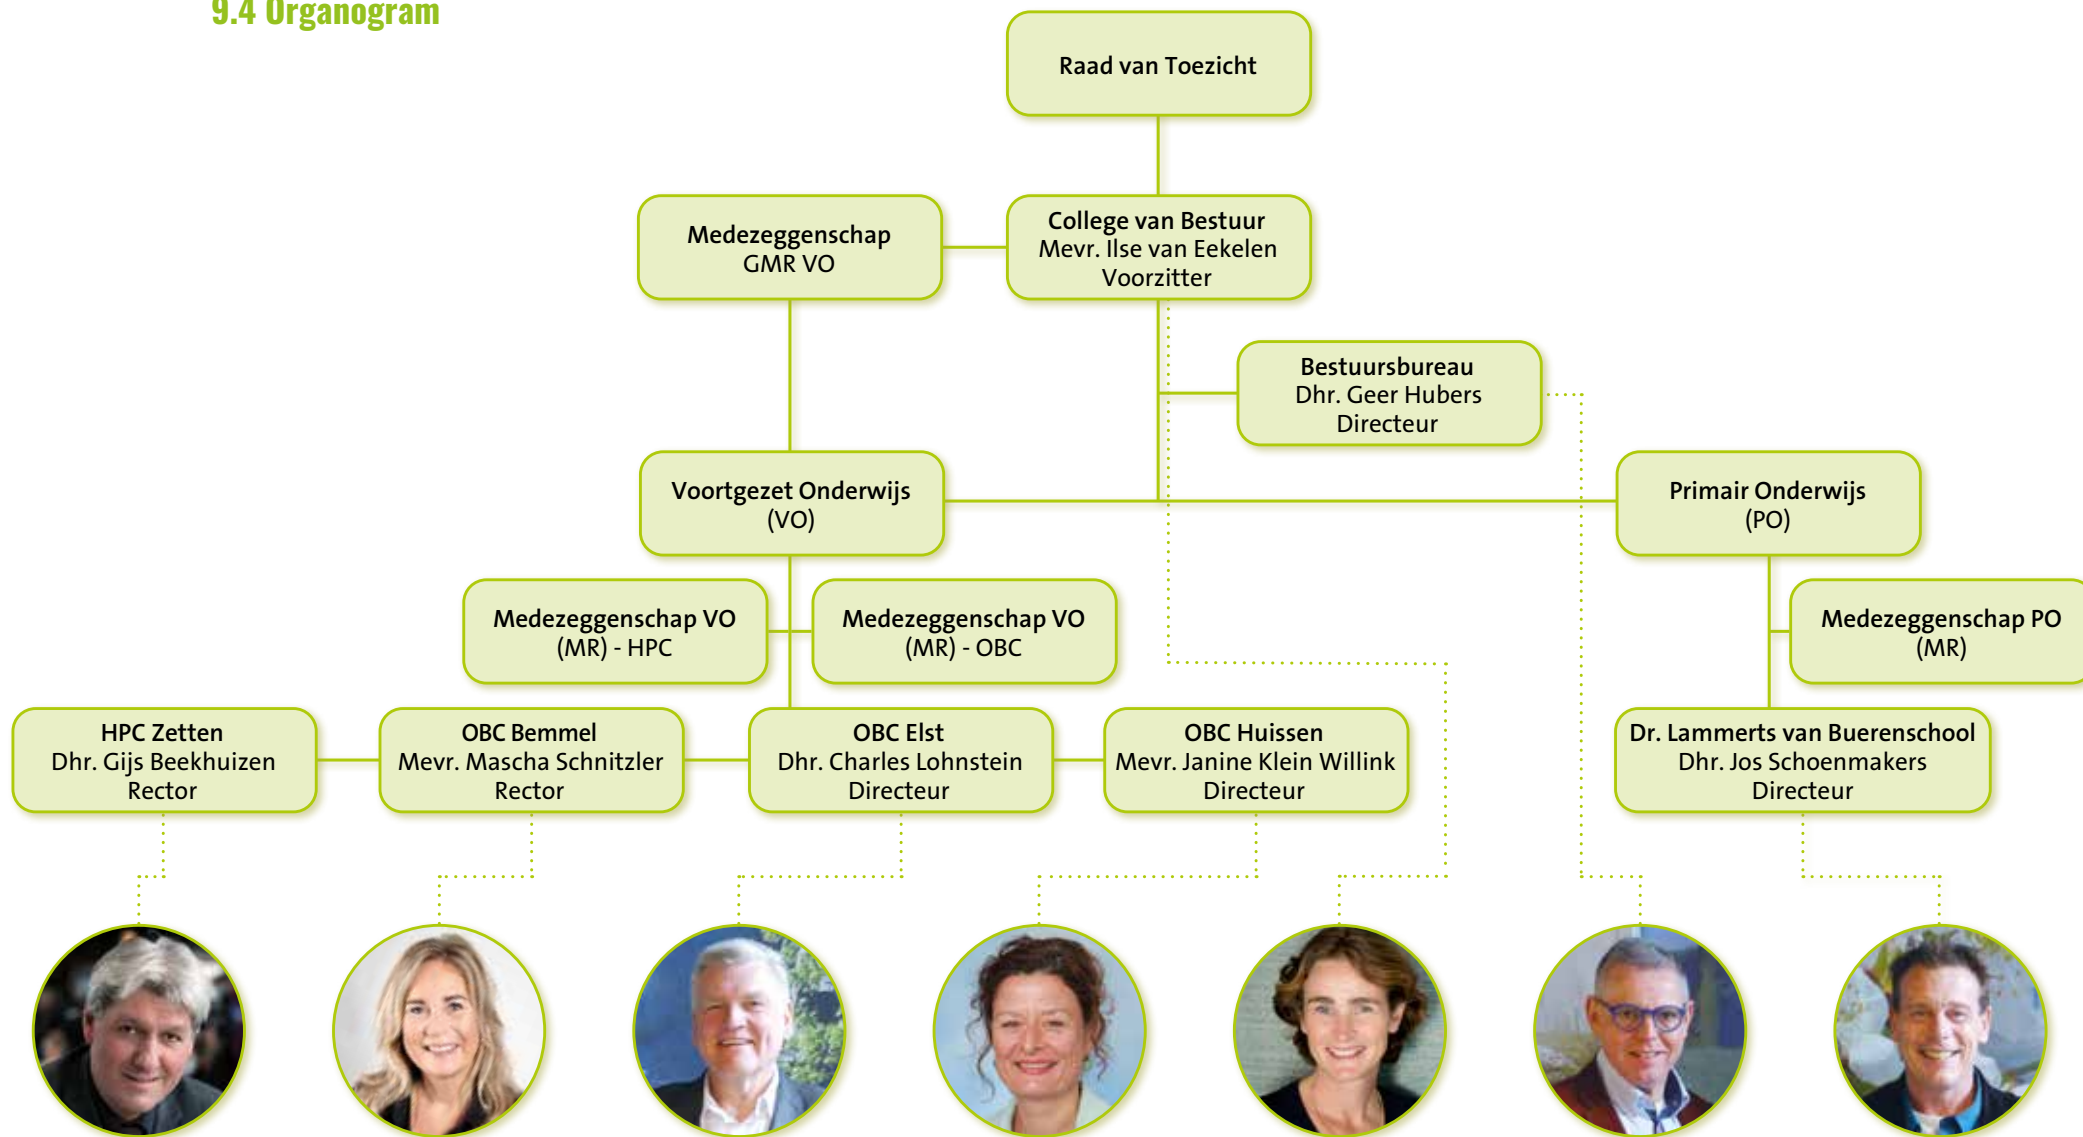 9.4 Organogram
Raad van Toezicht
Medezeggenschap
GMR VO
College van Bestuur
Mevr. Ilse van Eekelen
Voorzitter
Bestuursbureau
Dhr. Geer Hubers
Directeur
Voortgezet Onderwijs
(VO)
Primair Onderwijs
(PO)
Medezeggenschap VO
(MR) - HPC
Medezeggenschap VO
(MR) - OBC
Medezeggenschap PO
(MR)
HPC Zetten
Dhr. Gijs Beekhuizen
Rector
OBC Bemmel
Mevr. Mascha Schnitzler
Rector
OBC Elst
Dhr. Charles Lohnstein
Directeur
OBC Huissen
Mevr. Janine Klein Willink
Directeur
Dr. Lammerts van Buerenschool
Dhr. Jos Schoenmakers
Directeur